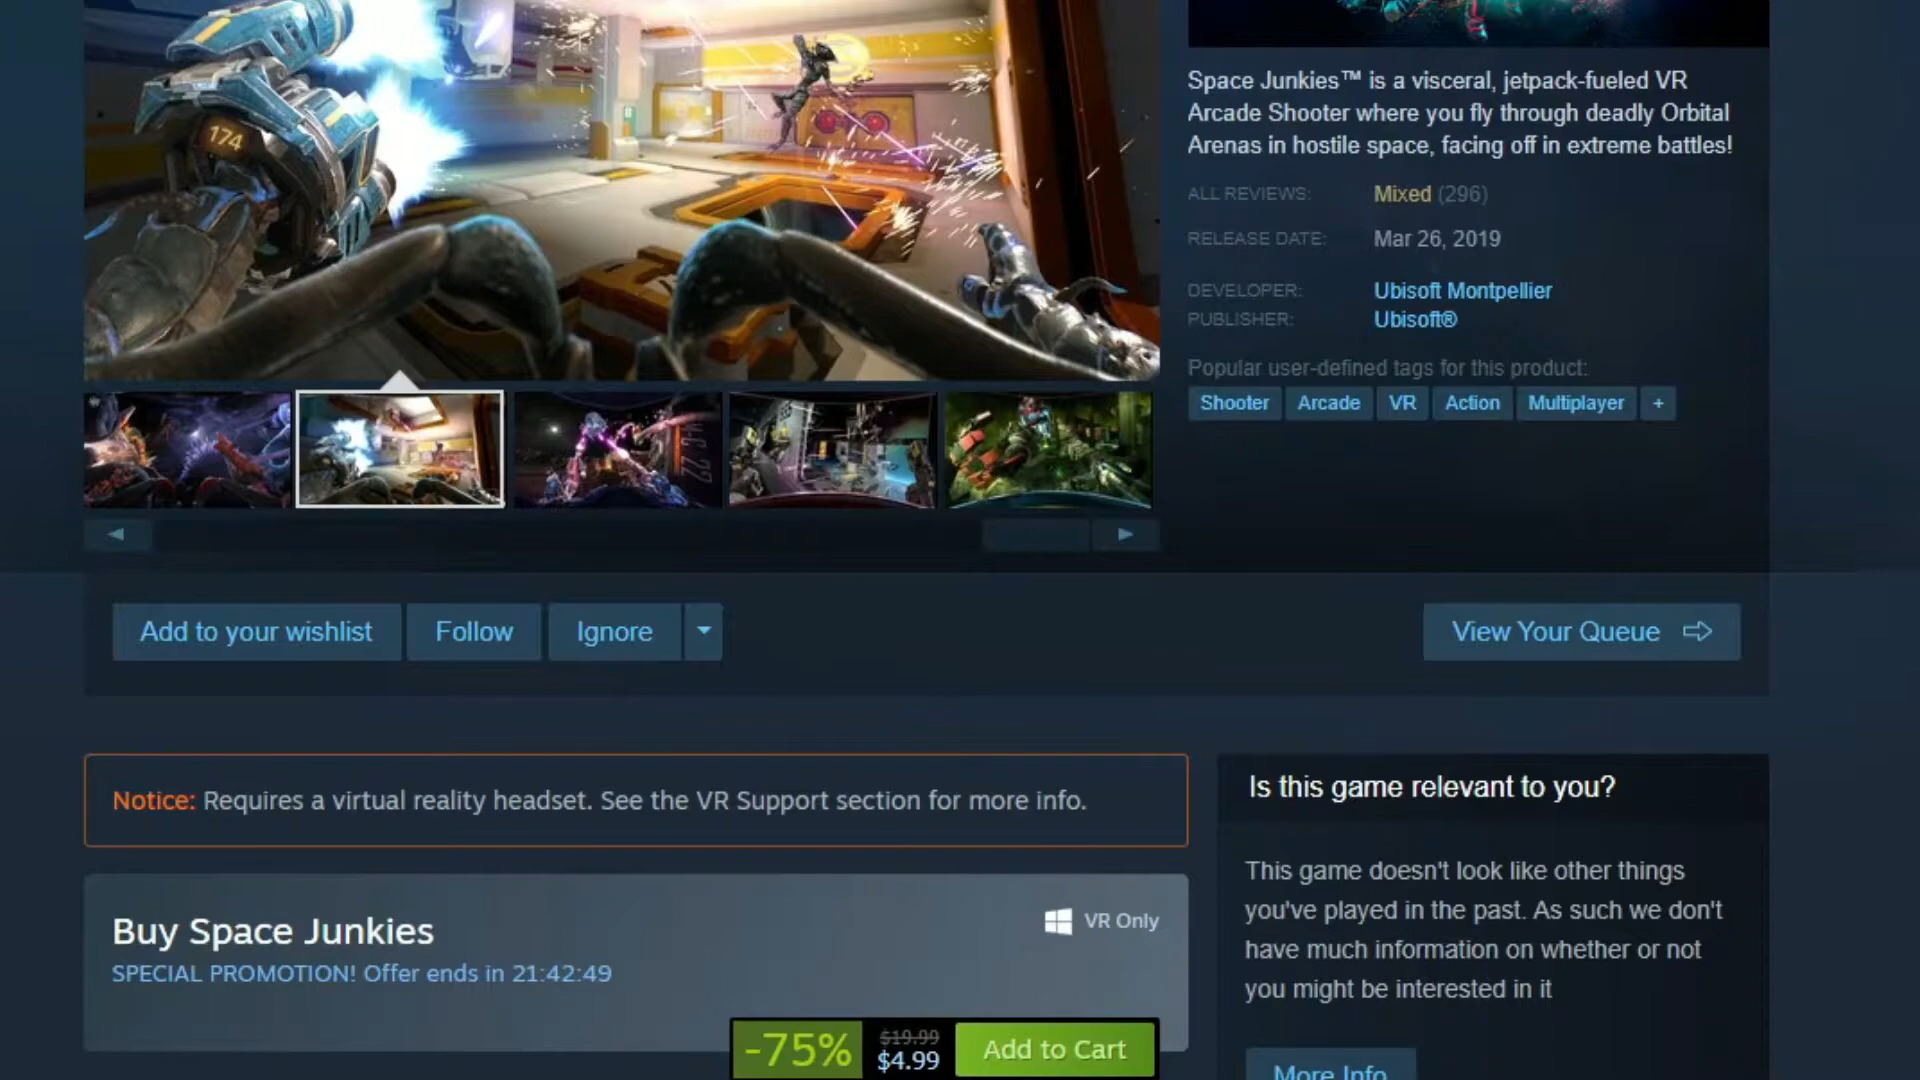 174
Space Junkies™ is a visceral, jetpack-fueled VR
Arcade Shooter where you fly through deadly Orbital
Arenas in hostile space, facing off in extreme battles!
ALL REVIEWS: Mixed (296)
RELEASE DATE: Mar 26, 2019
DEVELOPER: Ubisoft Montpellier
PUBLISHER: Ubisoft®
Popular user-defined tags for this product:
Shooter Arcade VR Action Multiplayer +
Add to your wishlist Follow Ignore View Your Queue
Notice: Requires a virtual reality headset. See the VR Support section for more info.
Is this game relevant to you?
This game doesn't look like other things
you've played in the past. As such we don't
have much information on whether or not
you might be interested in it
More Info
Buy Space Junkies
VR Only
SPECIAL PROMOTION! Offer ends in 21:42:49
-75% $19.99 $4.99 Add to Cart